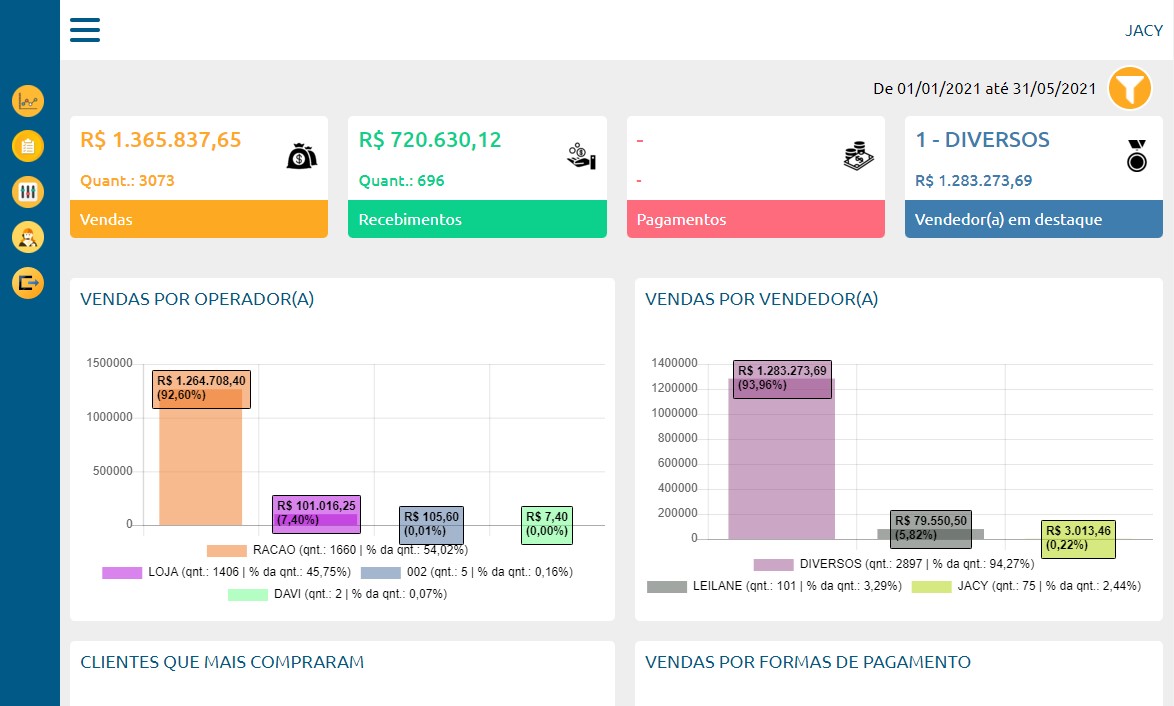 JACY
De 01/01/2021 até 31/05/2021
R$ 1.365.837,65
Quant.: 3073
Vendas
R$ 720.630,12
Quant.: 696
Recebimentos
-
-
Pagamentos
1 - DIVERSOS
R$ 1.283.273,69
Vendedor(a) em destaque
VENDAS POR OPERADOR(A)
1500000
1000000
500000
0
R$ 1.264.708,40
(92,60%)
R$ 101.016,25
(7,40%)
R$ 105,60
(0,01%)
R$ 7,40
(0,00%)
RACAO (qnt.: 1660 | % da qnt.: 54,02%)
LOJA (qnt.: 1406 | % da qnt.: 45,75%)
002 (qnt.: 5 | % da qnt.: 0,16%)
DAVI (qnt.: 2 | % da qnt.: 0,07%)
VENDAS POR VENDEDOR(A)
1400000
1200000
1000000
800000
600000
400000
200000
0
R$ 1.283.273,69
(93,96%)
R$ 79.550,50
(5,82%)
R$ 3.013,46
(0,22%)
DIVERSOS (qnt.: 2897 | % da qnt.: 94,27%)
LEILANE (qnt.: 101 | % da qnt.: 3,29%)
JACY (qnt.: 75 | % da qnt.: 2,44%)
CLIENTES QUE MAIS COMPRARAM
VENDAS POR FORMAS DE PAGAMENTO